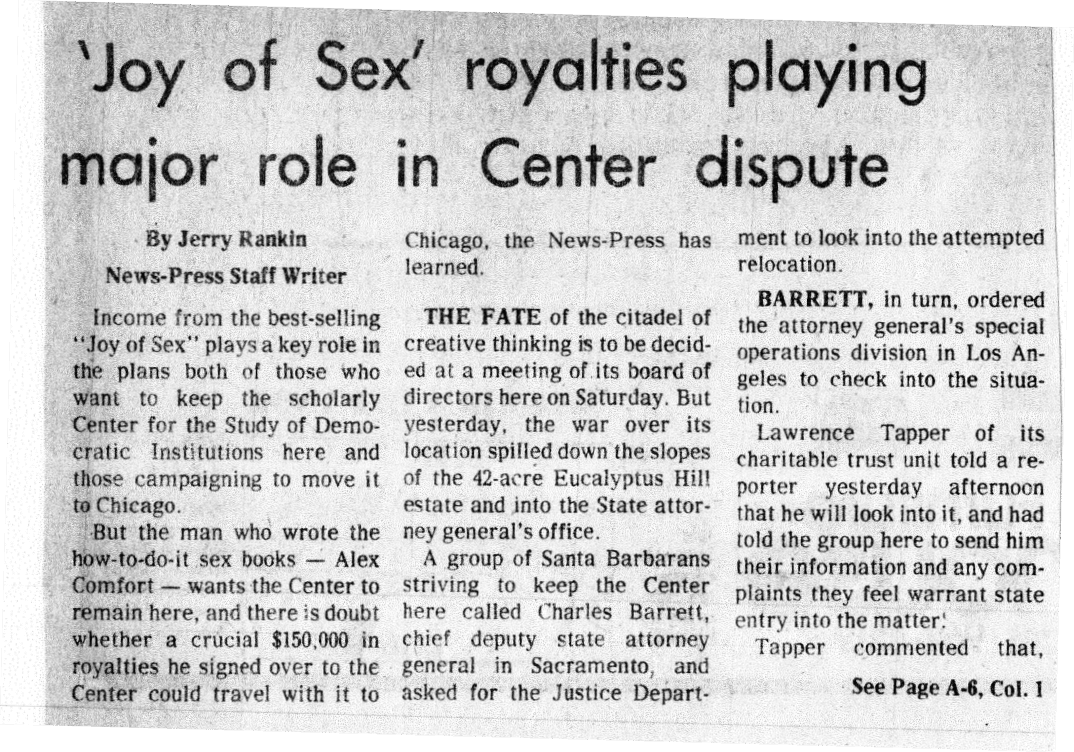 'Joy of Sex' royalties playing
major role in Center dispute
By Jerry Rankin
News-Press Staff Writer
Income from the best-selling
"Joy of Sex" plays a key role in
the plans both of those who
want to keep the scholarly
Center for the Study of Demo-
cratic Institutions here and
those campaigning to move it
to Chicago.
But the man who wrote the
how-to-do-it sex books — Alex
Comfort — wants the Center to
remain here, and there is doubt
whether a crucial $150,000 in
royalties he signed over to the
Center could travel with it to
Chicago, the News-Press has
learned.
THE FATE of the citadel of
creative thinking is to be decid-
ed at a meeting of its board of
directors here on Saturday. But
yesterday, the war over its
location spilled down the slopes
of the 42-acre Eucalyptus Hill
estate and into the State attor-
ney general's office.
A group of Santa Barbarans
striving to keep the Center
here called Charles Barrett,
chief deputy state attorney
general in Sacramento, and
asked for the Justice Depart-
ment to look into the attempted
relocation.
BARRETT, in turn, ordered
the attorney general's special
operations division in Los An-
geles to check into the situa-
tion.
Lawrence Tapper of its
charitable trust unit told a re-
porter yesterday afternoon
that he will look into it, and had
told the group here to send him
their information and any com-
plaints they feel warrant state
entry into the matter.
Tapper commented that,
See Page A-6, Col. 1